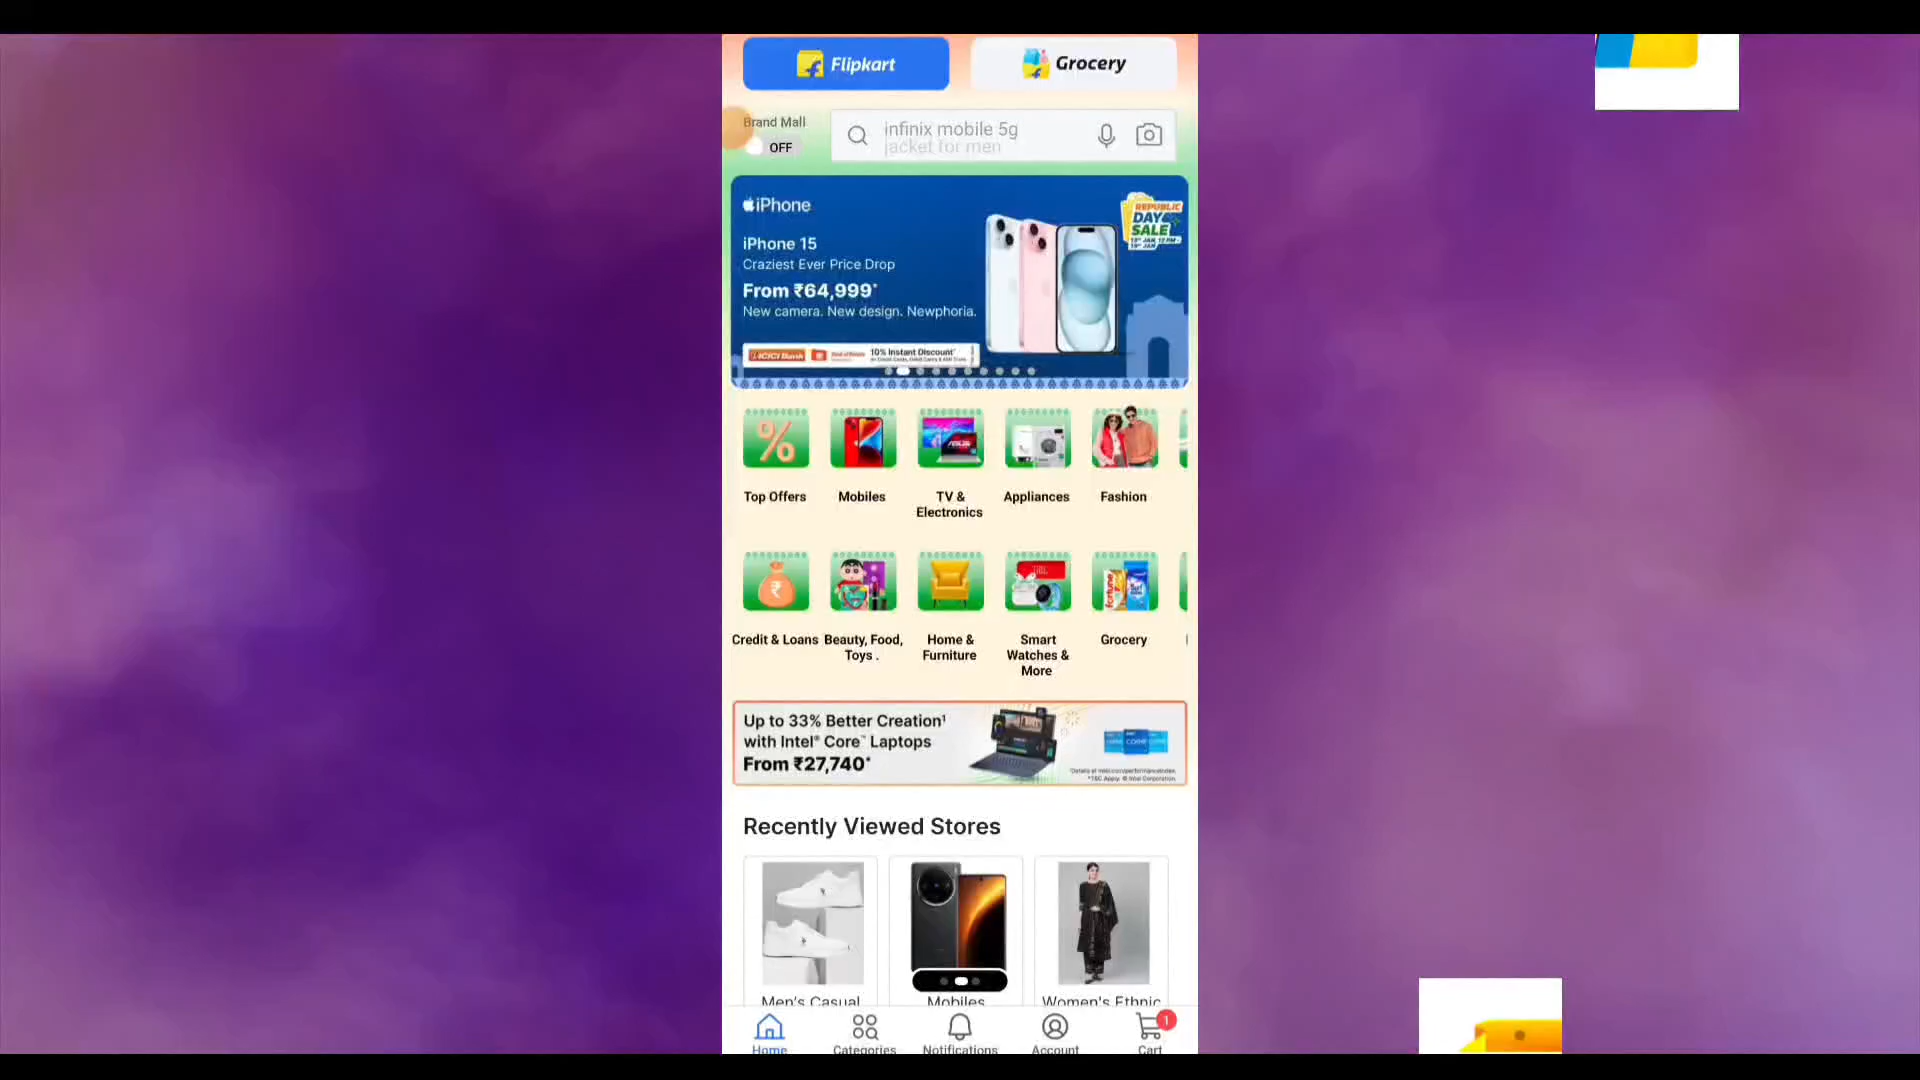 Flipkart
Grocery
Brand Mall
OFF
infinix mobile 5g
jacket for men
iPhone
iPhone 15
Craziest Ever Price Drop
From ₹64,999*
New camera. New design. Newphoria.
REPUBLIC
DAY
SALE
ICICI Bank
10% Instant Discount*
Top Offers
Mobiles
TV &
Electronics
Appliances
Fashion
Credit & Loans
Beauty, Food,
Toys .
Home &
Furniture
Smart
Watches &
More
Grocery
Up to 33% Better Creation¹
with Intel® Core™ Laptops
From ₹27,740*
Recently Viewed Stores
Men's Casual
Mobiles
Women's Ethnic
Home
Categories
Notifications
Account
1
Cart